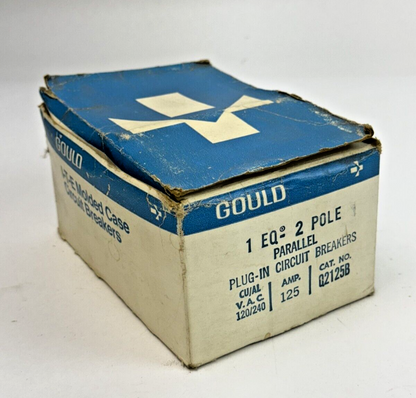 GOULD
I-T-E Molded Case
Circuit Breakers
GOULD
1 EQº 2 POLE
PARALLEL
PLUG-IN CIRCUIT BREAKERS
CU/AL AMP. CAT. NO.
V.A.C. 125 Q2125B
120/240